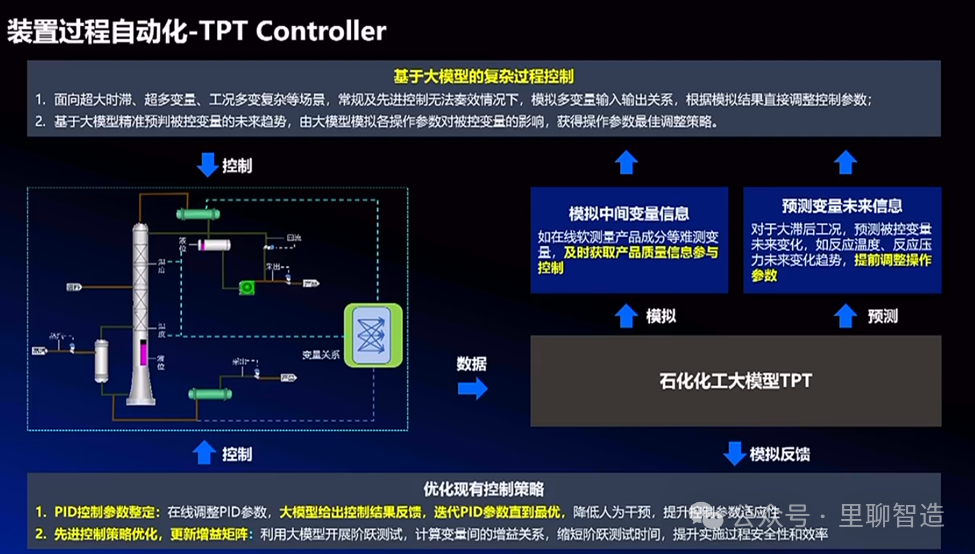 装置过程自动化-TPT Controller
基于大模型的复杂过程控制
1. 面向超大时滞、超多变量、工况多变复杂等场景，常规及先进控制无法奏效情况下，模拟多变量输入输出关系，根据模拟结果直接调整控制参数；
2. 基于大模型精准预判被控变量的未来趋势，由大模型模拟各操作参数对被控变量的影响，获得操作参数最佳调整策略。
控制
模拟中间变量信息
如在线软测量产品成分等难测变
量，及时获取产品质量信息参与
控制
预测变量未来信息
对于大滞后工况，预测被控变量
未来变化，如反应温度、反应压
力未来变化趋势，提前调整操作
参数
模拟
预测
液位
回流
采出
液位
变量关系
数据
石化化工大模型TPT
控制
模拟反馈
优化现有控制策略
1. PID控制参数整定：在线调整PID参数，大模型给出控制结果反馈，迭代PID参数直到最优，降低人为干预，提升控制参数适应性
2. 先进控制策略优化，更新增益矩阵：利用大模型开展阶跃测试，计算变量间的增益关系，缩短阶跃测试时间，提升实施过程安全性和效率
公众号·里聊智造